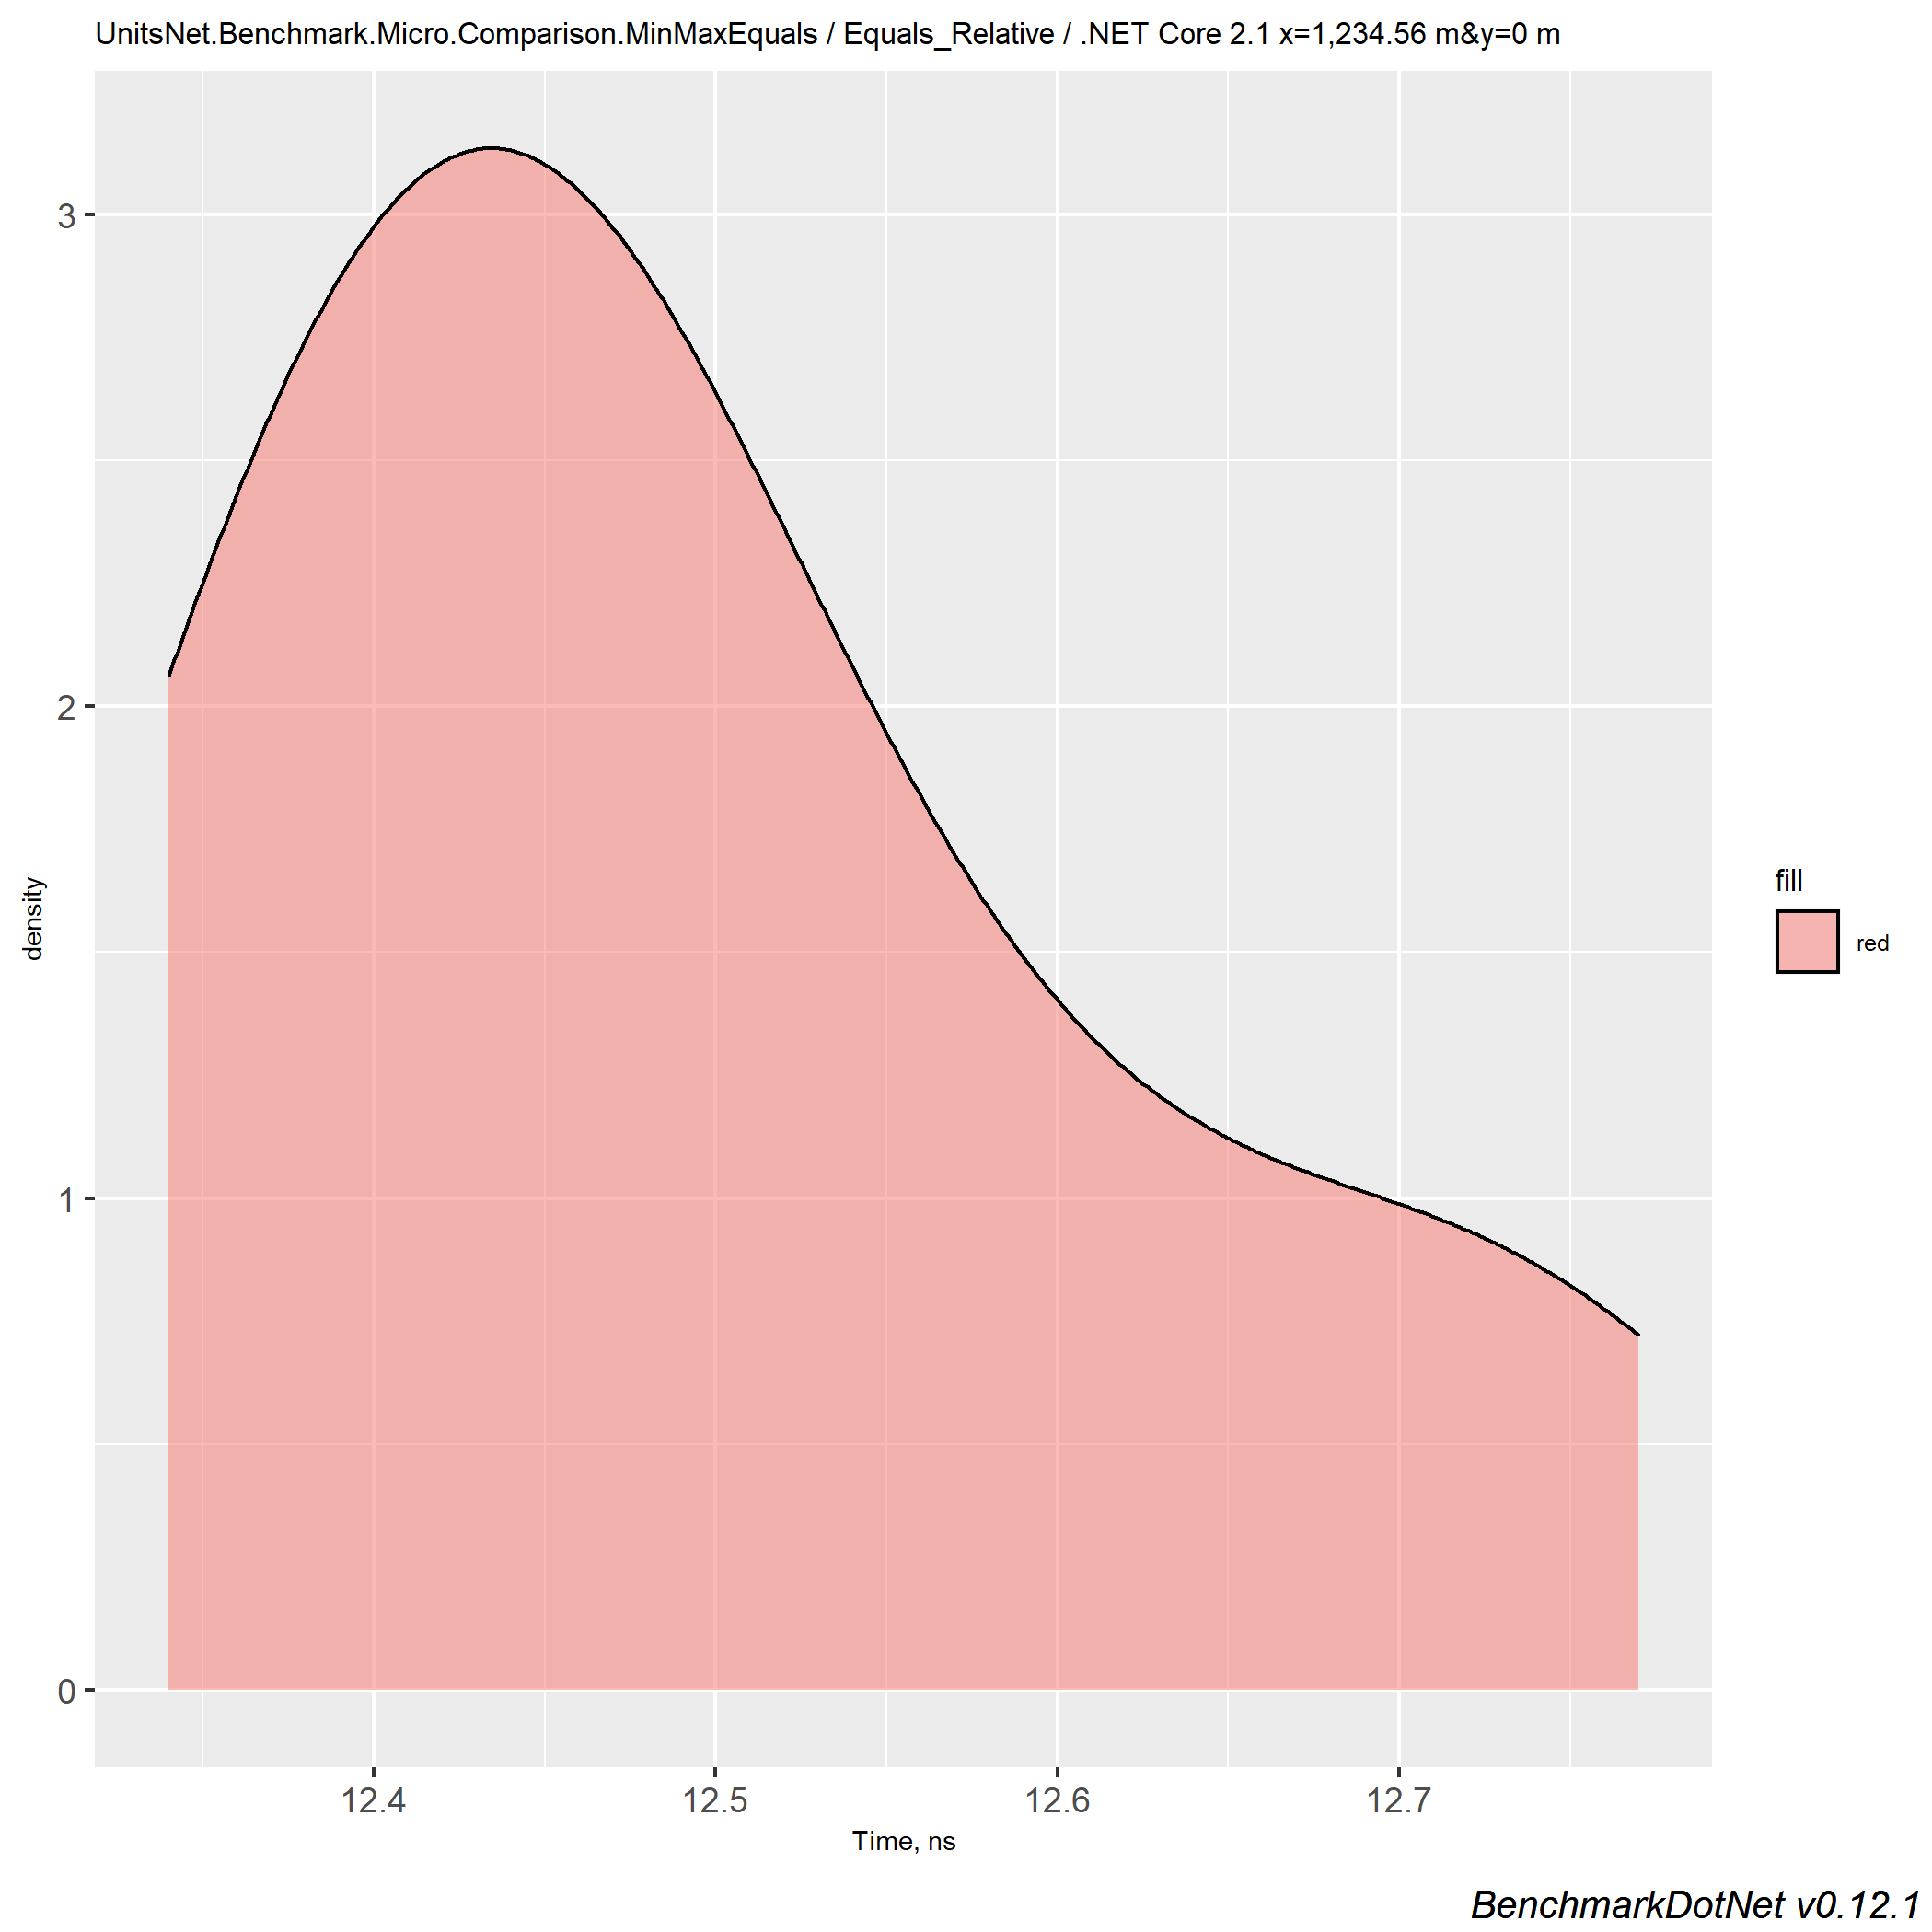 UnitsNet.Benchmark.Micro.Comparison.MinMaxEquals / Equals_Relative / .NET Core 2.1 x=1,234.56 m&y=0 m
3
2
1
0
density
12.4 12.5 12.6 12.7
Time, ns
fill
red
BenchmarkDotNet v0.12.1